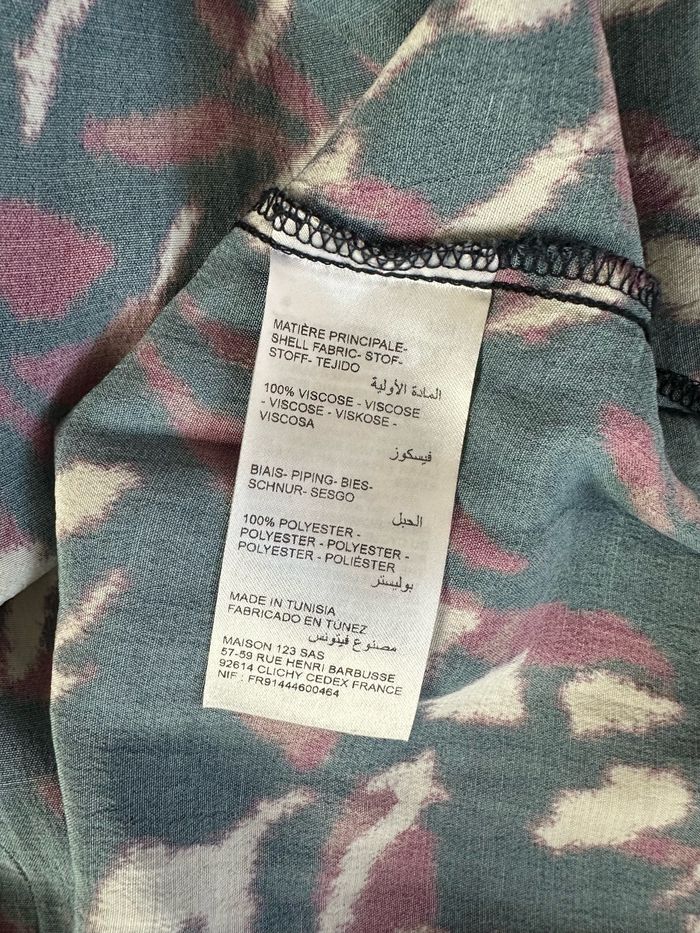 MATIÈRE PRINCIPALE-
SHELL FABRIC- STOF-
STOFF- TEJIDO
المادة الأولية
100% VISCOSE - VISCOSE
- VISCOSE - VISKOSE -
VISCOSA
فيسكوز
BIAIS- PIPING- BIES-
SCHNUR- SESGO
الحبل
100% POLYESTER -
POLYESTER - POLYESTER -
POLYESTER - POLIÉSTER
بوليستر
MADE IN TUNISIA
FABRICADO EN TÚNEZ
مصنوع فيتونس
MAISON 123 SAS
57-59 RUE HENRI BARBUSSE
92614 CLICHY CEDEX FRANCE
NIF : FR91444600464